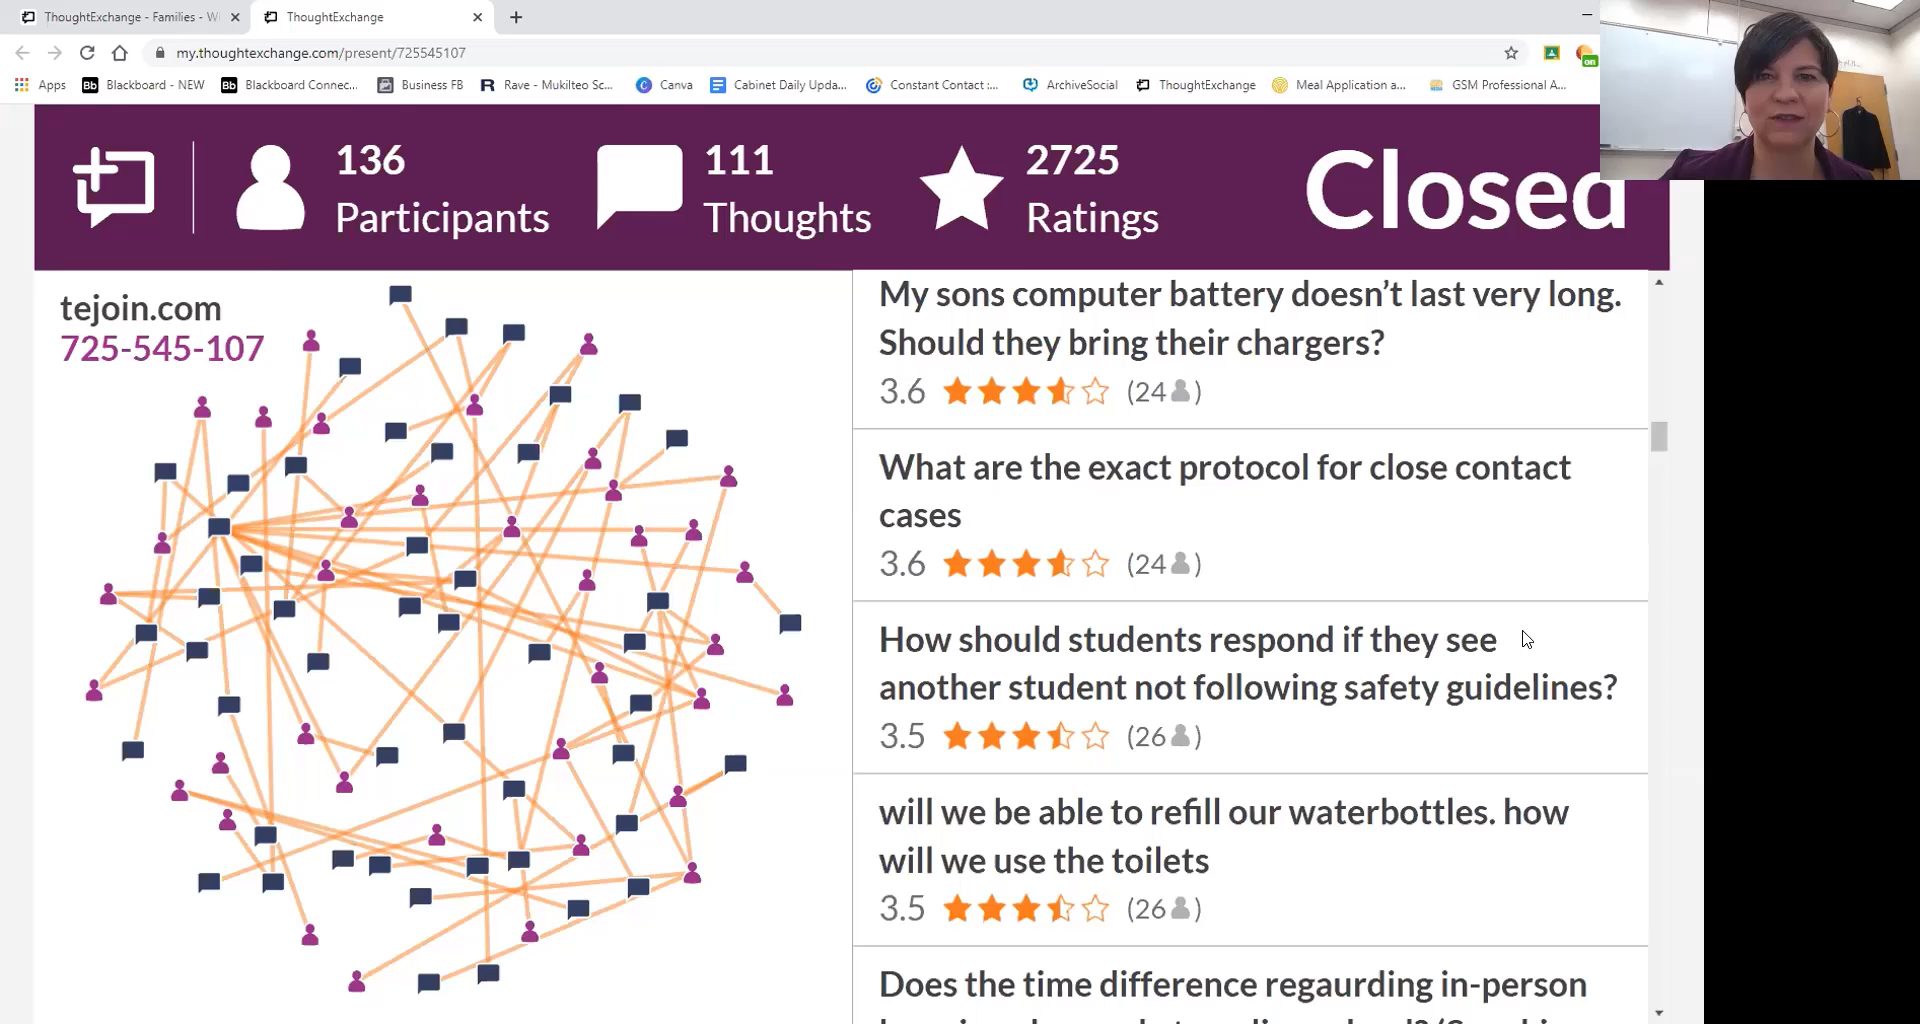 ThoughtExchange - Families - W
ThoughtExchange
my.thoughtexchange.com/present/725545107
Apps
Bb Blackboard - NEW
Bb Blackboard Connec...
Business FB
R Rave - Mukilteo Sc...
C Canva
Cabinet Daily Upda...
Constant Contact :...
ArchiveSocial
ThoughtExchange
Meal Application a...
GSM Professional A...
on
136
Participants
111
Thoughts
2725
Ratings
Closed
tejoin.com
725-545-107
My sons computer battery doesn’t last very long.
Should they bring their chargers?
3.6 (24)
What are the exact protocol for close contact
cases
3.6 (24)
How should students respond if they see
another student not following safety guidelines?
3.5 (26)
will we be able to refill our waterbottles. how
will we use the toilets
3.5 (26)
Does the time difference regaurding in-person